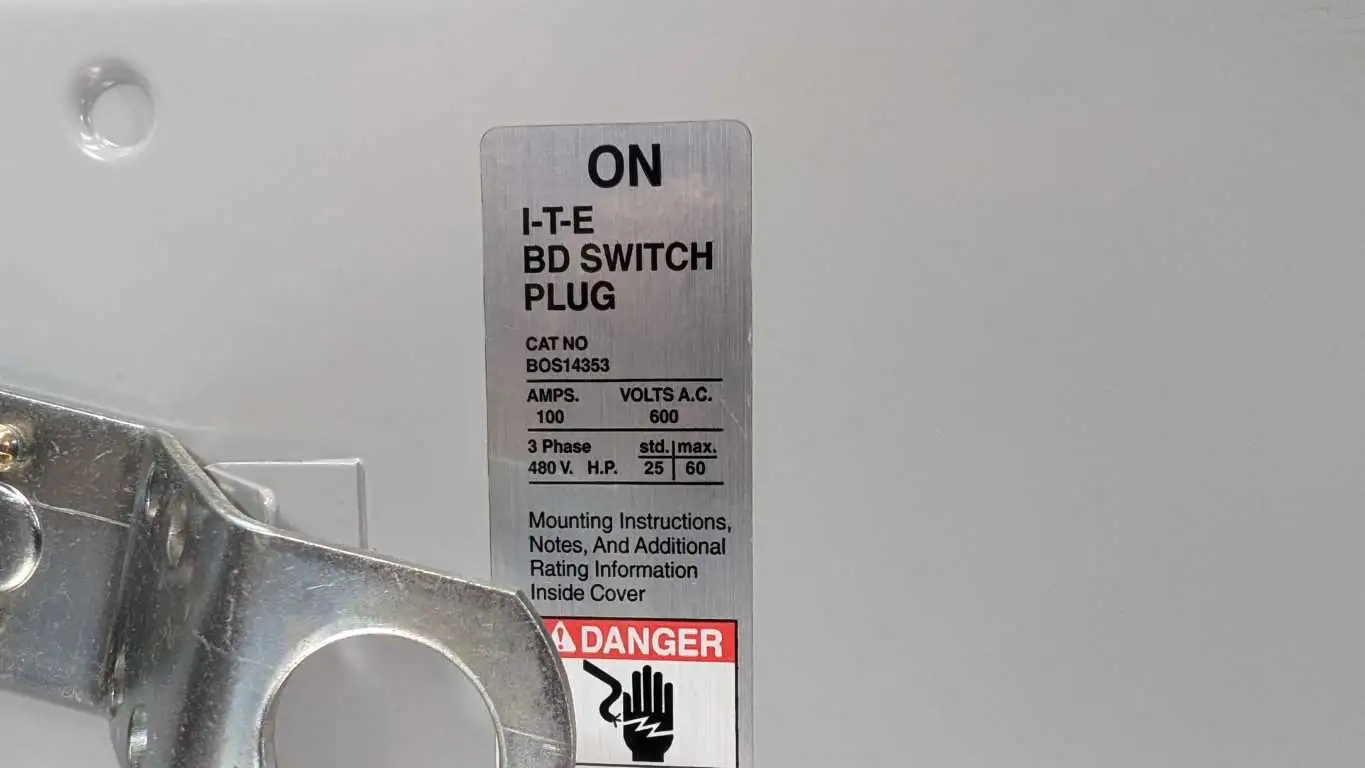 ON
I-T-E
BD SWITCH
PLUG
CAT NO
BOS14353
AMPS. VOLTS A.C.
100 600
3 Phase std. max.
480 V. H.P. 25 60
Mounting Instructions,
Notes, And Additional
Rating Information
Inside Cover
DANGER